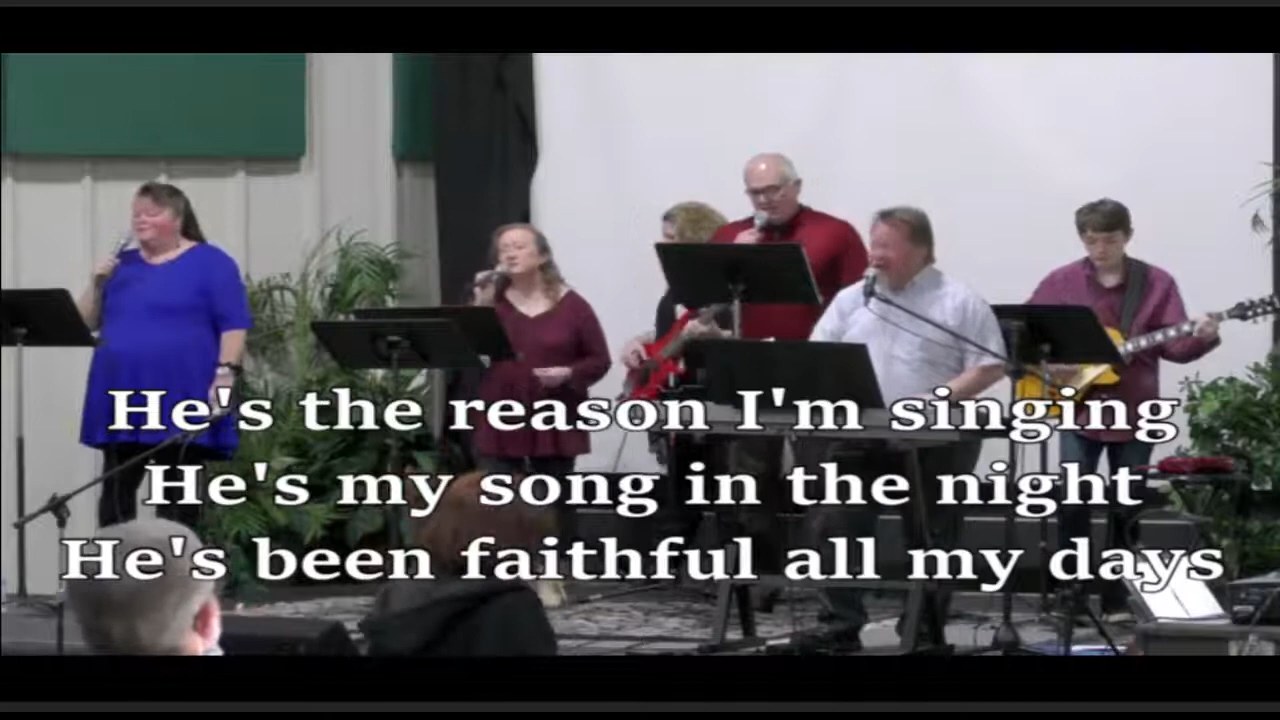 He's the reason I'm singing
He's my song in the night
He's been faithful all my days